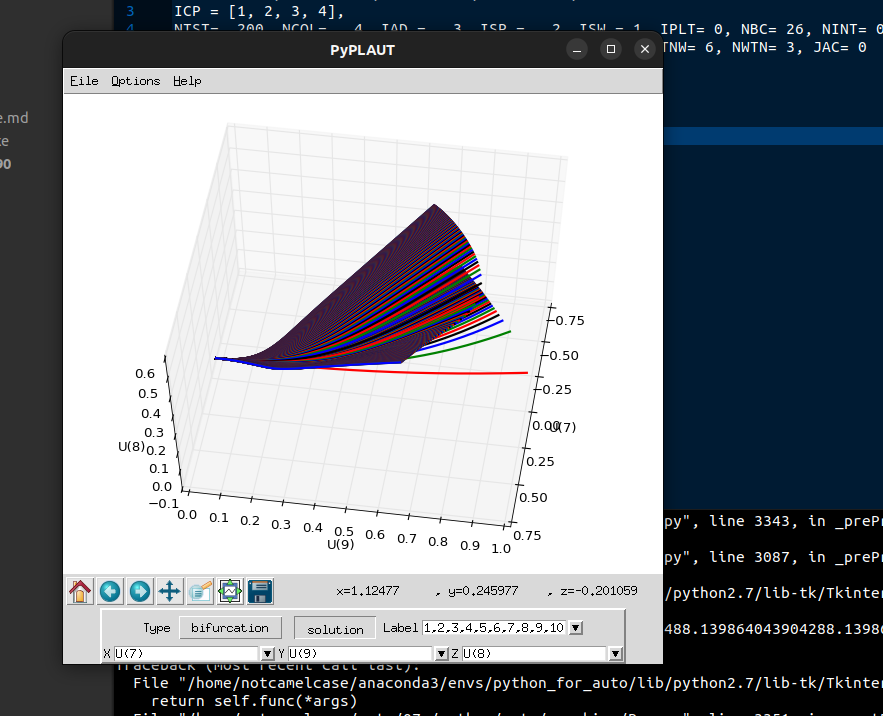 3 ICP = [1, 2, 3, 4],
4 NTST= 200, NCOL= 4, IAD = 3, ISP = 2, ISW = 1, IPLT= 0, NBC= 26, NINT= 0
PyPLAUT
TNW= 6, NWTN= 3, JAC= 0
File Options Help
e.md
90
0.6
0.5
0.4
0.3
0.2
0.1
0.0
−0.1
U(8)
0.0 0.1 0.2 0.3 0.4 0.5 0.6 0.7 0.8 0.9 1.0
U(9)
−0.75
−0.50
−0.25
0.00
0.25
0.50
0.75
U(7)
py", line 3343, in _prePr
py", line 3087, in _prePr
/python2.7/lib-tk/Tkinter
488.139864043904288.1398
x=1.12477 , y=0.245977 , z=-0.201059
Type bifurcation solution Label 1,2,3,4,5,6,7,8,9,10
X U(7) Y U(9) Z U(8)
Traceback (most recent call last):
File "/home/notcamelcase/anaconda3/envs/python_for_auto/lib/python2.7/lib-tk/Tkinter
return self.func(*args)